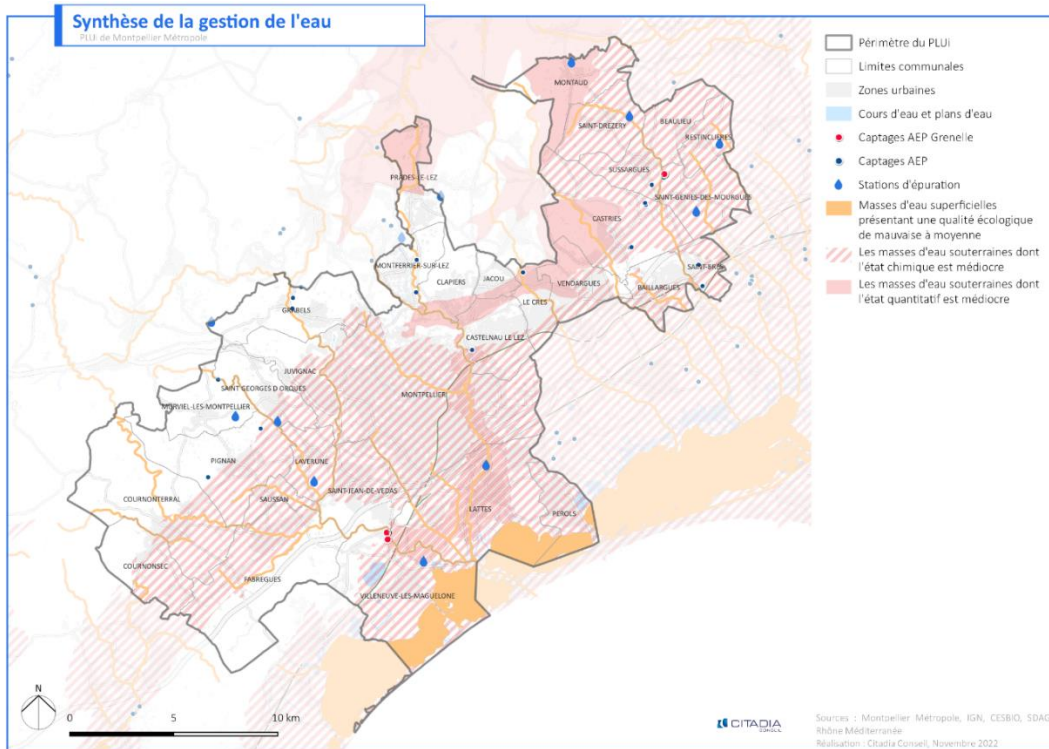 Synthèse de la gestion de l'eau
PLUi de Montpellier Métropole
Périmètre du PLUi
Limites communales
Zones urbaines
Cours d'eau et plans d'eau
Captages AEP Grenelle
Captages AEP
Stations d'épuration
Masses d'eau superficielles
présentant une qualité écologique
de mauvaise à moyenne
Les masses d'eau souterraines dont
l'état chimique est médiocre
Les masses d'eau souterraines dont
l'état quantitatif est médiocre
MONTAUD
SAINT-DREZERY
BEAULIEU
RESTINCLIERES
SUSSARGUES
PRADES-LE-LEZ
SAINT-GENIES-DES-MOURGUES
CASTRIES
MONTFERRIER-SUR-LEZ
CLAPIERS
JACOU
VENDARGUES
SAINT-BRES
BAILLARGUES
LE CRES
GRABELS
CASTELNAU LE LEZ
JUVIGNAC
SAINT GEORGES D'ORQUES
MONTPELLIER
MURVIEL-LES-MONTPELLIER
PIGNAN
LAVERUNE
SAINT-JEAN-DE-VEDAS
COURNONTERRAL
SAUSSAN
LATTES
PEROLS
COURNONSEC
FABREGUES
VILLENEUVE-LES-MAGUELONE
N
0 5 10 km
CITADIA
CONSEIL
Sources : Montpellier Métropole, IGN, CESBIO, SDAG
Rhône Méditerranée
Réalisation : Citadia Conseil, Novembre 2022